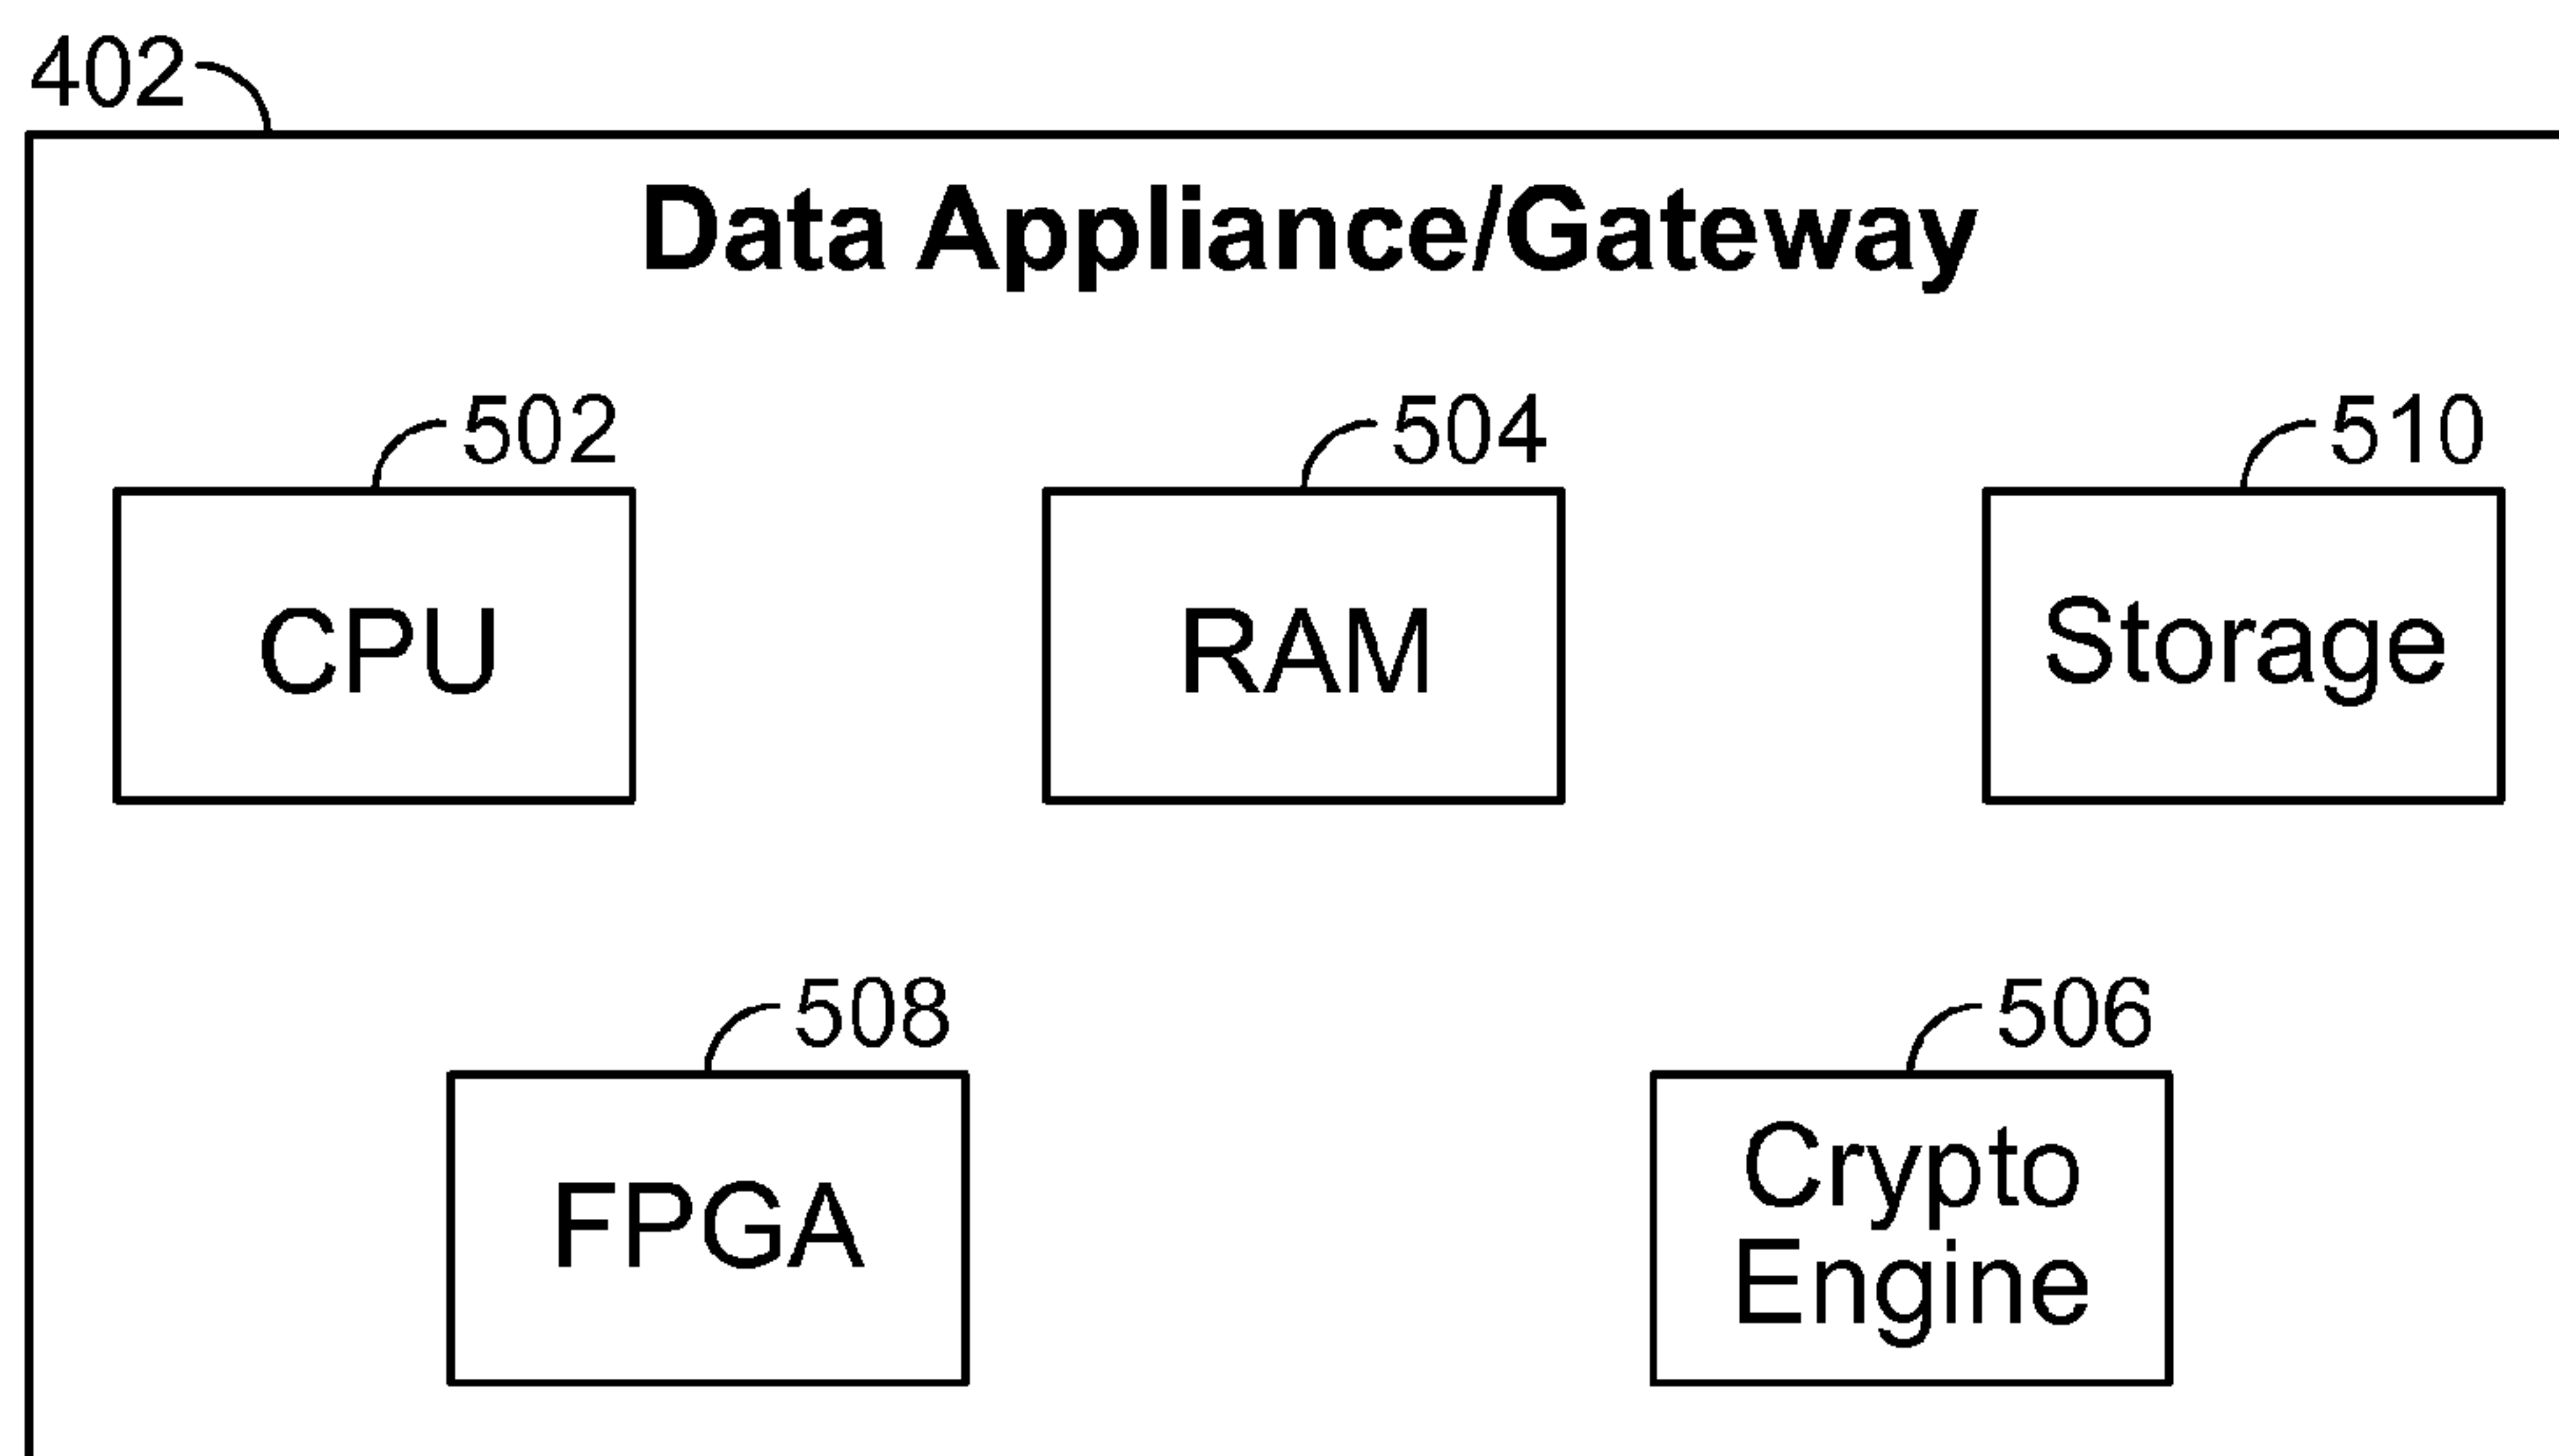 402
Data Appliance/Gateway
502
504
510
CPU
RAM
Storage
508
506
FPGA
Crypto
Engine